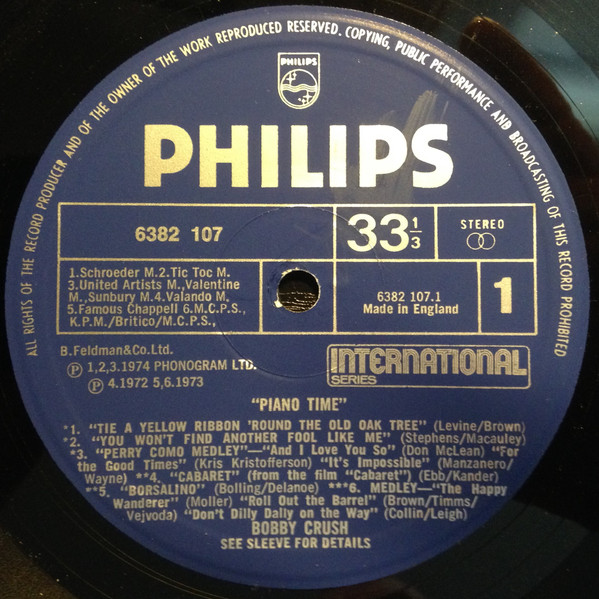 ALL RIGHTS OF THE RECORD PRODUCER AND OF THE OWNER OF THE WORK REPRODUCED RESERVED. COPYING, PUBLIC PERFORMANCE AND BROADCASTING OF THIS RECORD PROHIBITED
PHILIPS
PHILIPS
6382 107
33 1/3
STEREO
1.Schroeder M.2.Tic Toc M.
3.United Artists M.,Valentine
M.,Sunbury M.4.Valando M.
5.Famous Chappell 6.M.C.P.S.,
K.P.M./Britico/M.C.P.S.,
6382 107.1
Made in England
1
B.Feldman&Co.Ltd.
Ⓟ 1,2,3.1974 PHONOGRAM LTD.
Ⓟ 4.1972 5,6.1973
INTERNATIONAL
SERIES
"PIANO TIME"
*1. "TIE A YELLOW RIBBON 'ROUND THE OLD OAK TREE" (Levine/Brown)
*2. "YOU WON'T FIND ANOTHER FOOL LIKE ME" (Stephens/Macauley)
*3. "PERRY COMO MEDLEY"—"And I Love You So" (Don McLean) "For
the Good Times" (Kris Kristofferson) "It's Impossible" (Manzanero/
Wayne) **4. "CABARET" (from the film "Cabaret") (Ebb/Kander)
**5. "BORSALINO" (Bolling/Delanoe) ***6. MEDLEY—"The Happy
Wanderer" (Moller) "Roll Out the Barrel" (Brown/Timms/
Vejvoda) "Don't Dilly Dally on the Way" (Collin/Leigh)
BOBBY CRUSH
SEE SLEEVE FOR DETAILS